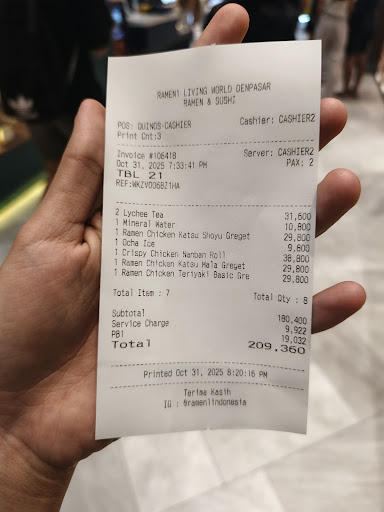 RAMEN1 LIVING WORLD DENPASAR
RAMEN & SUSHI
POS: QUINOS-CASHIER Cashier: CASHIER2
Print Cnt:3
Invoice #106418 Server: CASHIER2
Oct 31, 2025 7:33:41 PM PAX: 2
TBL 21
REF:WKZVO06BZ1HA
2 Lychee Tea 31,600
1 Mineral Water 10,800
1 Ramen Chicken Katsu Shoyu Greget 29,800
1 Ocha Ice 9,800
1 Crispy Chicken Nanban Roll 38,800
1 Ramen Chicken Katsu Mala Greget 29,800
1 Ramen Chicken Teriyaki Basic Gre 29,800
Total Item : 7 Total Qty : 8
Subtotal 180,400
Service Charge 9,922
PB1 19,032
Total 209,360
Printed Oct 31, 2025 8:20:16 PM
Terima Kasih
IG : @ramen1indonesia